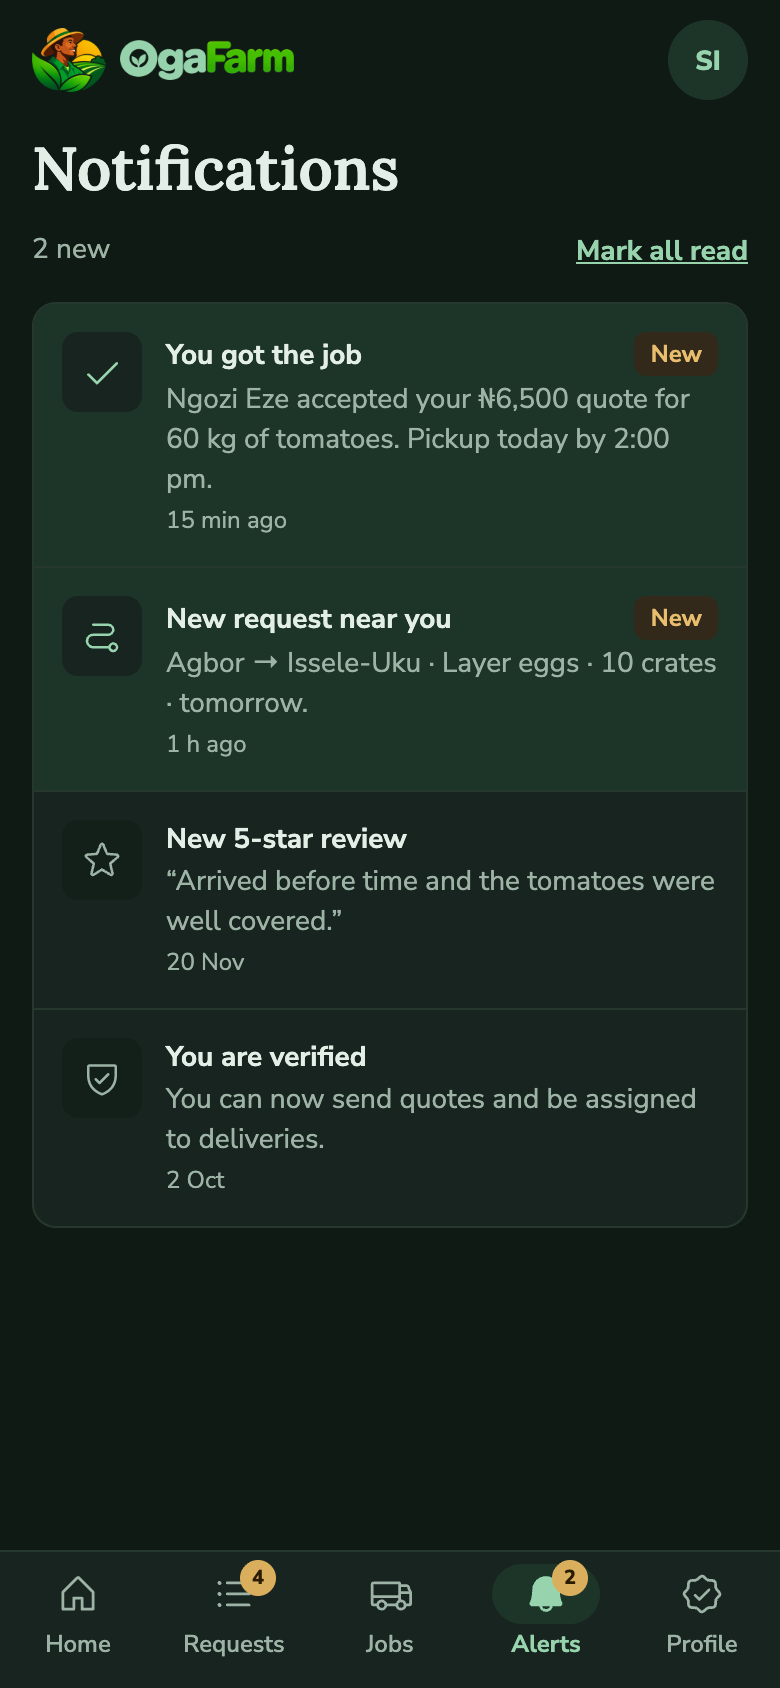 OgaFarm
SI
Notifications
2 new
Mark all read
You got the job
New
Ngozi Eze accepted your ₦6,500 quote for
60 kg of tomatoes. Pickup today by 2:00
pm.
15 min ago
New request near you
New
Agbor → Issele-Uku · Layer eggs · 10 crates
· tomorrow.
1 h ago
New 5-star review
“Arrived before time and the tomatoes were
well covered.”
20 Nov
You are verified
You can now send quotes and be assigned
to deliveries.
2 Oct
4
2
Home
Requests
Jobs
Alerts
Profile